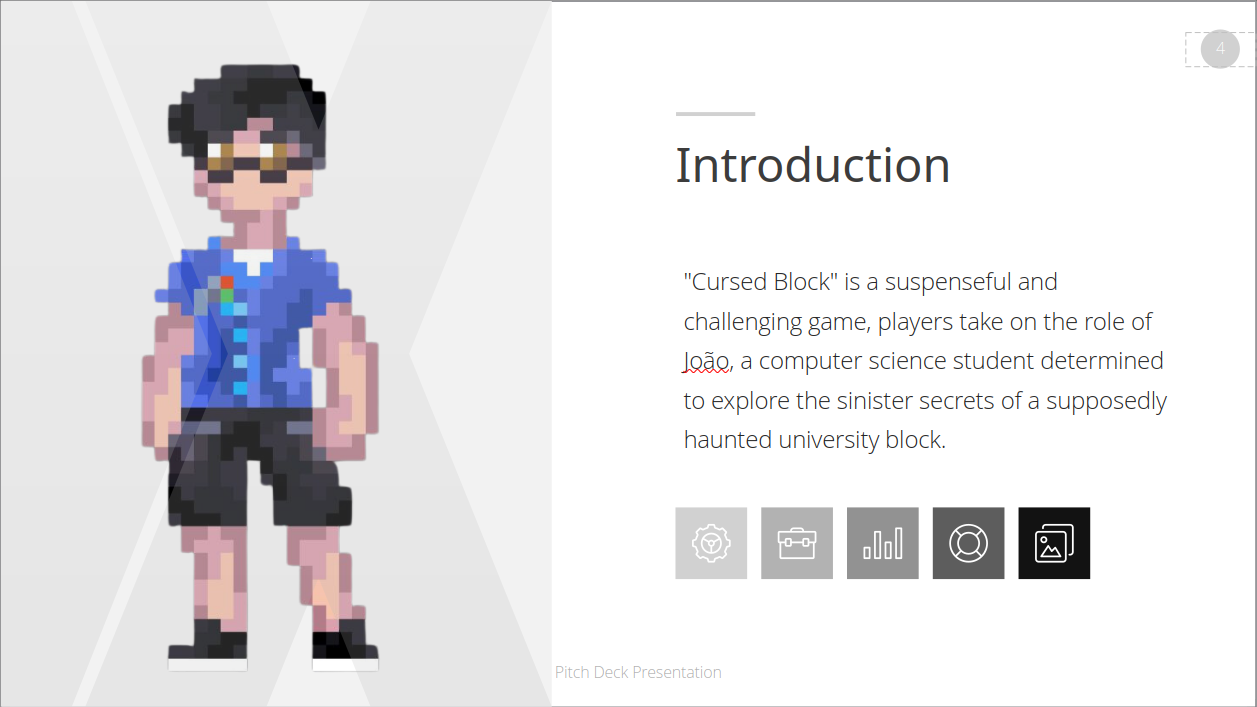 4
Introduction
"Cursed Block" is a suspenseful and
challenging game, players take on the role of
João, a computer science student determined
to explore the sinister secrets of a supposedly
haunted university block.
Pitch Deck Presentation